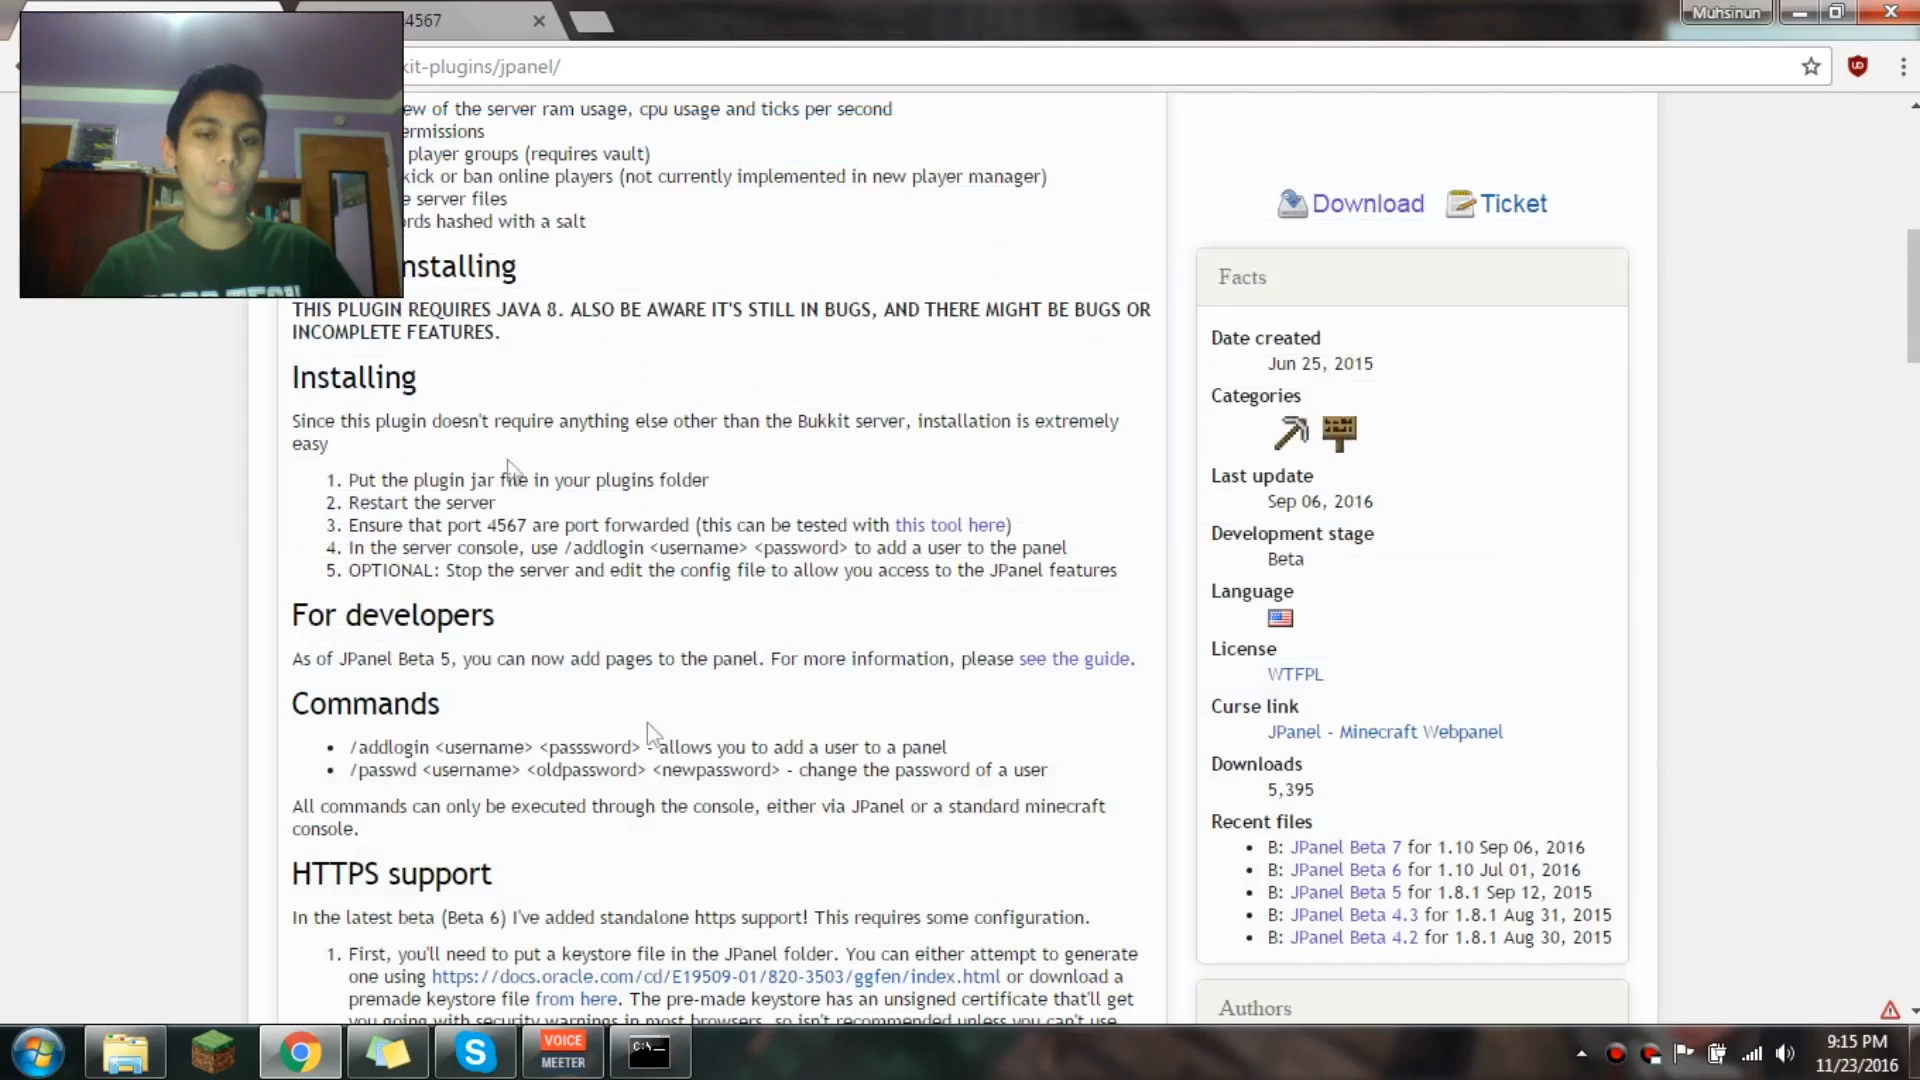 :4567
Muhsinun
kit-plugins/jpanel/
ew of the server ram usage, cpu usage and ticks per second
ermissions
player groups (requires vault)
kick or ban online players (not currently implemented in new player manager)
e server files
rds hashed with a salt
nstalling
THIS PLUGIN REQUIRES JAVA 8. ALSO BE AWARE IT'S STILL IN BUGS, AND THERE MIGHT BE BUGS OR
INCOMPLETE FEATURES.
Installing
Since this plugin doesn't require anything else other than the Bukkit server, installation is extremely
easy
1. Put the plugin jar file in your plugins folder
2. Restart the server
3. Ensure that port 4567 are port forwarded (this can be tested with this tool here)
4. In the server console, use /addlogin <username> <password> to add a user to the panel
5. OPTIONAL: Stop the server and edit the config file to allow you access to the JPanel features
For developers
As of JPanel Beta 5, you can now add pages to the panel. For more information, please see the guide.
Commands
• /addlogin <username> <passsword> - allows you to add a user to a panel
• /passwd <username> <oldpassword> <newpassword> - change the password of a user
All commands can only be executed through the console, either via JPanel or a standard minecraft
console.
HTTPS support
In the latest beta (Beta 6) I've added standalone https support! This requires some configuration.
1. First, you'll need to put a keystore file in the JPanel folder. You can either attempt to generate
one using https://docs.oracle.com/cd/E19509-01/820-3503/ggfen/index.html or download a
premade keystore file from here. The pre-made keystore has an unsigned certificate that'll get
you going with security warnings in most browsers, so isn't recommended unless you can't use
Download Ticket
Facts
Date created
Jun 25, 2015
Categories
Last update
Sep 06, 2016
Development stage
Beta
Language
License
WTFPL
Curse link
JPanel - Minecraft Webpanel
Downloads
5,395
Recent files
• B: JPanel Beta 7 for 1.10 Sep 06, 2016
• B: JPanel Beta 6 for 1.10 Jul 01, 2016
• B: JPanel Beta 5 for 1.8.1 Sep 12, 2015
• B: JPanel Beta 4.3 for 1.8.1 Aug 31, 2015
• B: JPanel Beta 4.2 for 1.8.1 Aug 30, 2015
Authors
VOICE
MEETER
C:\
9:15 PM
11/23/2016